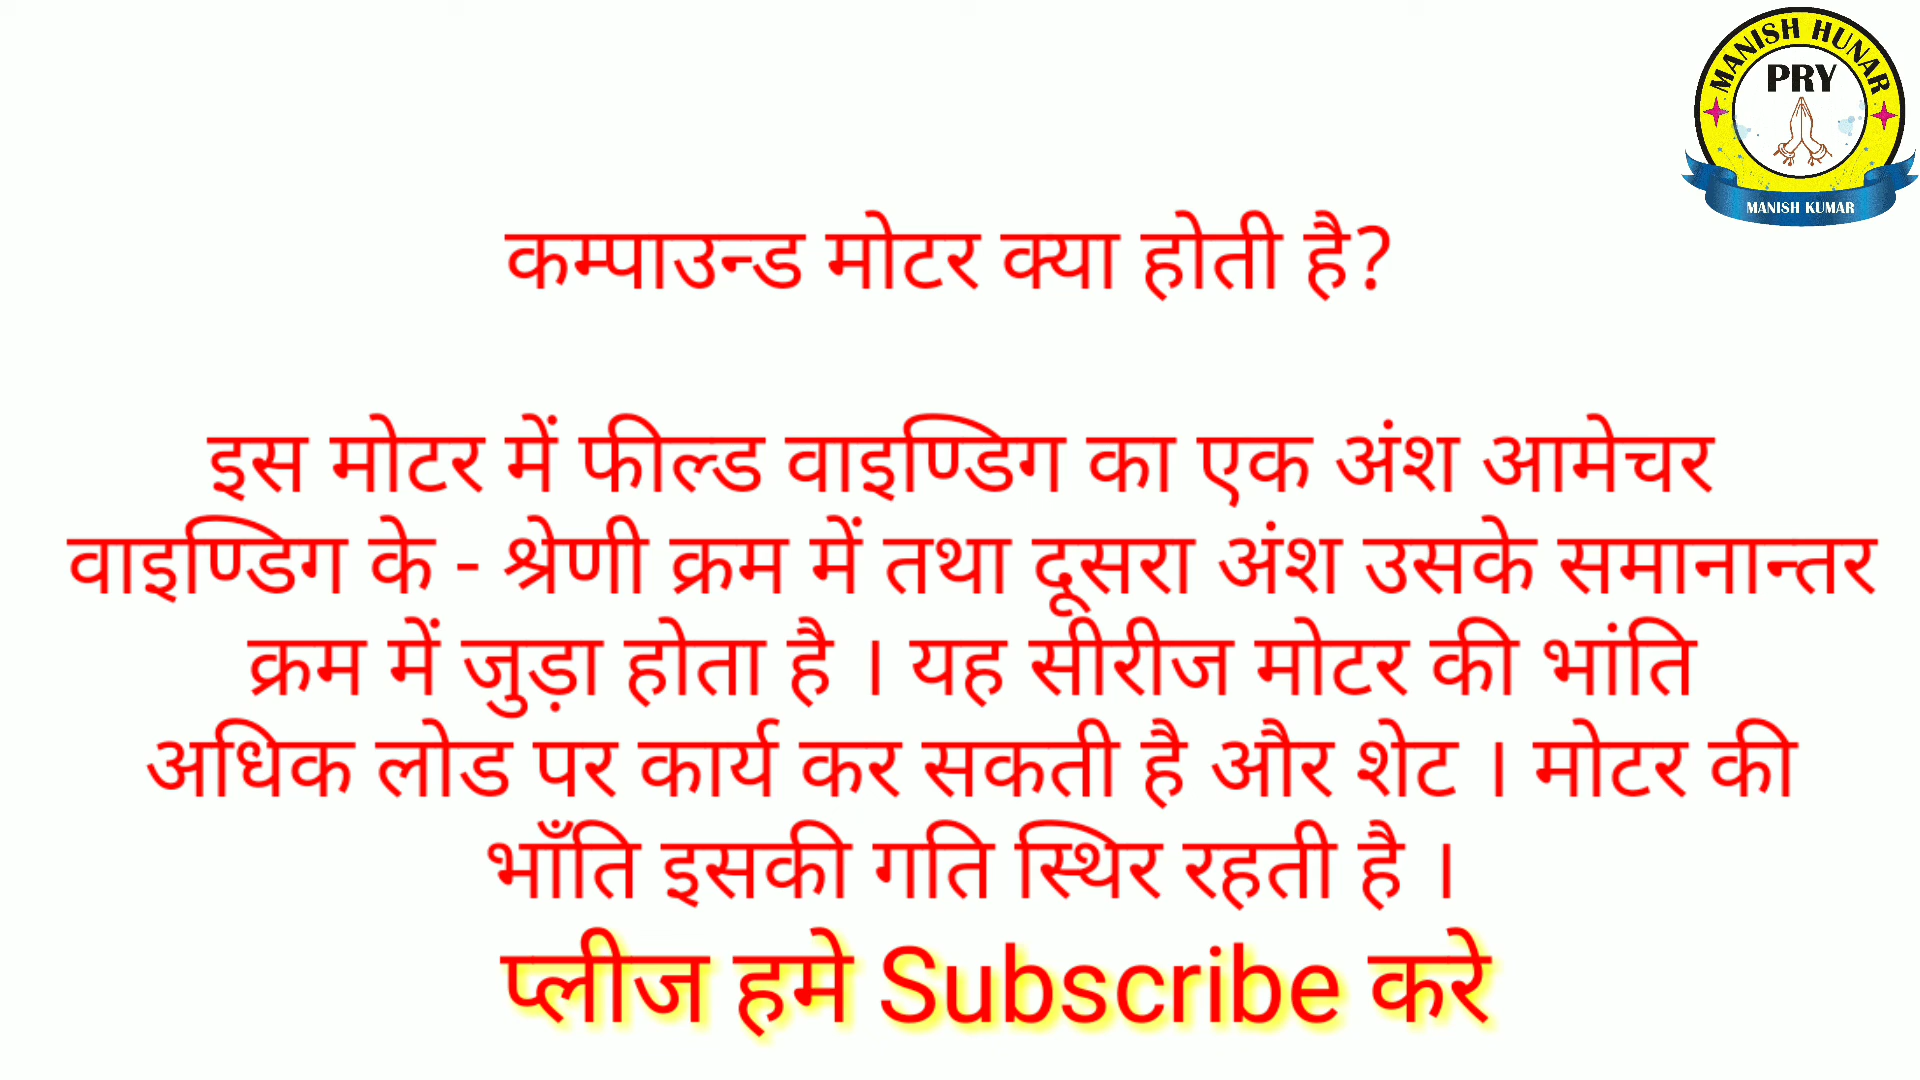 MANISH HUNAR
PRY
MANISH KUMAR
कम्पाउन्ड मोटर क्या होती है?
इस मोटर में फील्ड वाइण्डिग का एक अंश आमेचर
वाइण्डिग के - श्रेणी क्रम में तथा दूसरा अंश उसके समानान्तर
क्रम में जुड़ा होता है । यह सीरीज मोटर की भांति
अधिक लोड पर कार्य कर सकती है और शेट । मोटर की
भाँति इसकी गति स्थिर रहती है ।
प्लीज हमे Subscribe करे